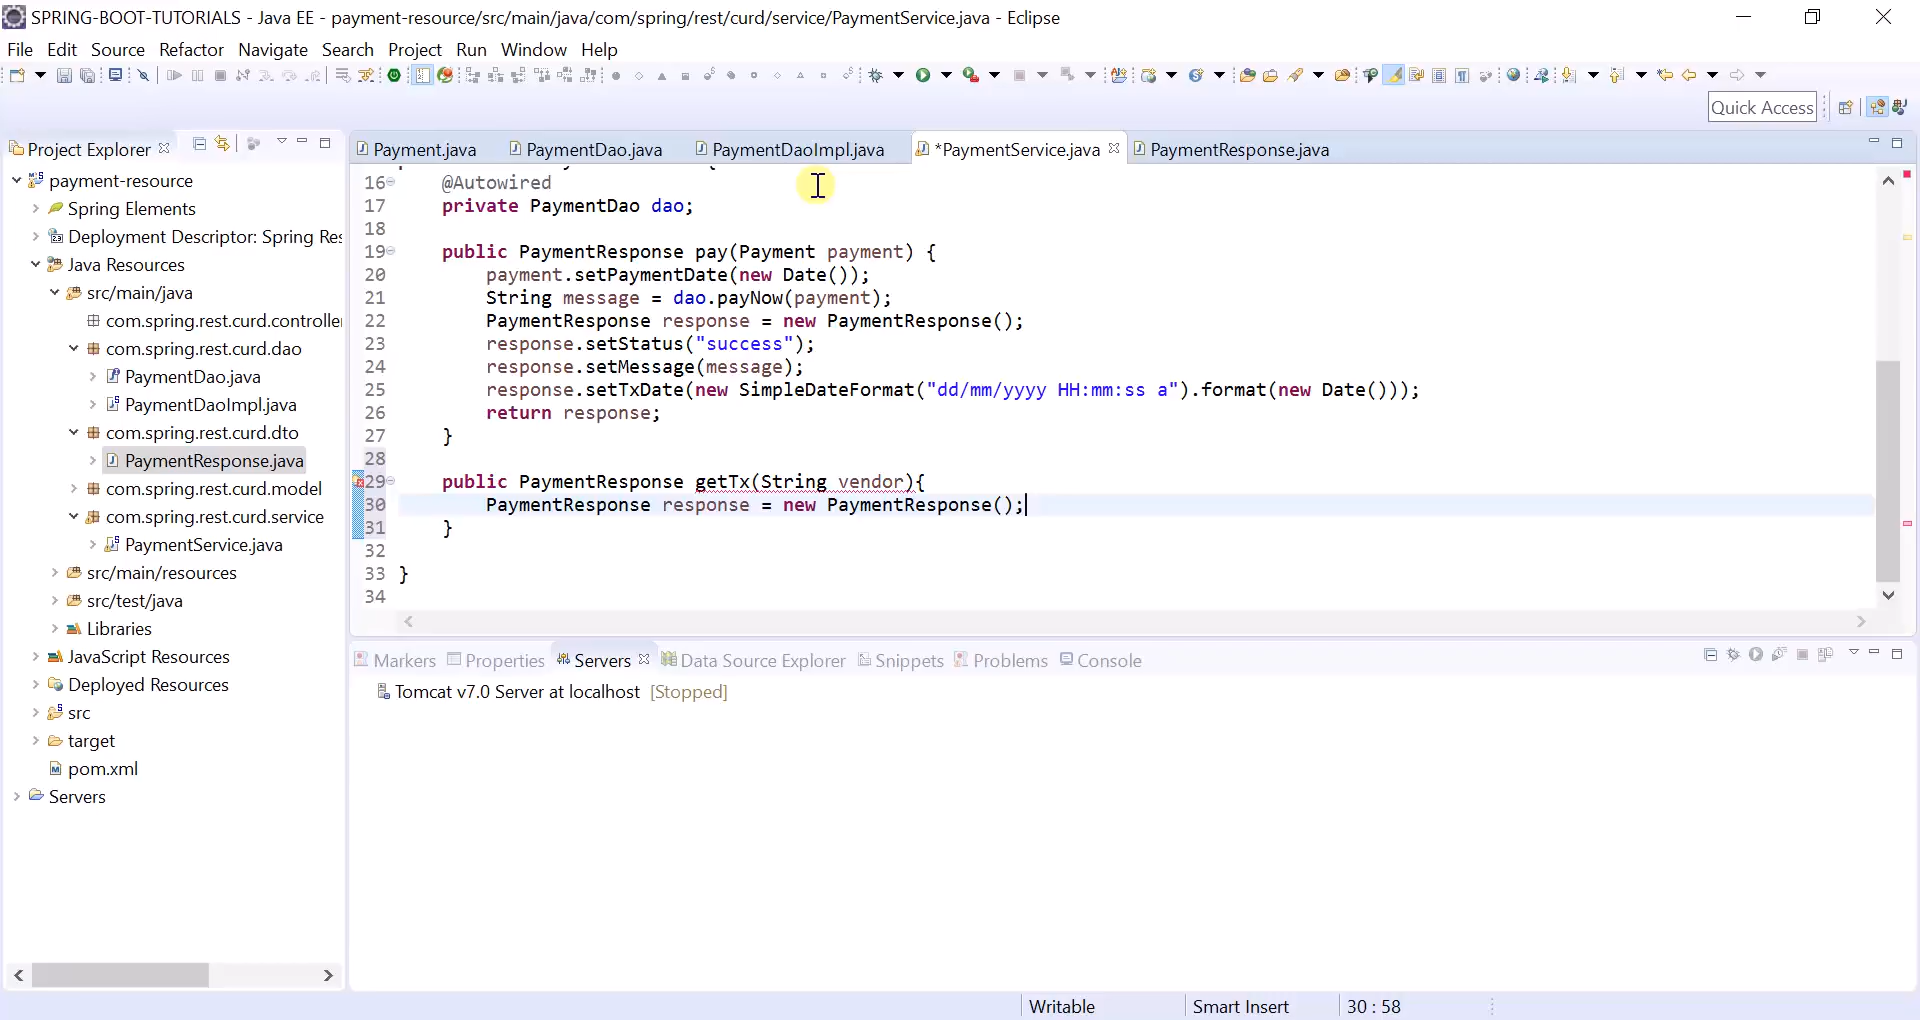 SPRING-BOOT-TUTORIALS - Java EE - payment-resource/src/main/java/com/spring/rest/curd/service/PaymentService.java - Eclipse
File Edit Source Refactor Navigate Search Project Run Window Help
Quick Access
Project Explorer
payment-resource
Spring Elements
Deployment Descriptor: Spring Res
Java Resources
src/main/java
com.spring.rest.curd.controlle
com.spring.rest.curd.dao
PaymentDao.java
PaymentDaoImpl.java
com.spring.rest.curd.dto
PaymentResponse.java
com.spring.rest.curd.model
com.spring.rest.curd.service
PaymentService.java
src/main/resources
src/test/java
Libraries
JavaScript Resources
Deployed Resources
src
target
pom.xml
Servers
Payment.java PaymentDao.java PaymentDaoImpl.java *PaymentService.java PaymentResponse.java
16 @Autowired
17 private PaymentDao dao;
18
19 public PaymentResponse pay(Payment payment) {
20 payment.setPaymentDate(new Date());
21 String message = dao.payNow(payment);
22 PaymentResponse response = new PaymentResponse();
23 response.setStatus("success");
24 response.setMessage(message);
25 response.setTxDate(new SimpleDateFormat("dd/mm/yyyy HH:mm:ss a").format(new Date()));
26 return response;
27 }
28
29 public PaymentResponse getTx(String vendor){
30 PaymentResponse response = new PaymentResponse();
31 }
32
33 }
34
Markers Properties Servers Data Source Explorer Snippets Problems Console
Tomcat v7.0 Server at localhost [Stopped]
Writable Smart Insert 30 : 58